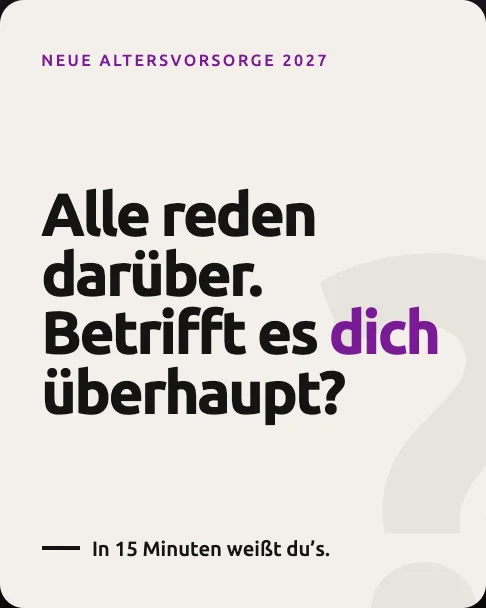 NEUE ALTERSVORSORGE 2027
Alle reden
darüber.
Betrifft es dich
überhaupt?
In 15 Minuten weißt du’s.